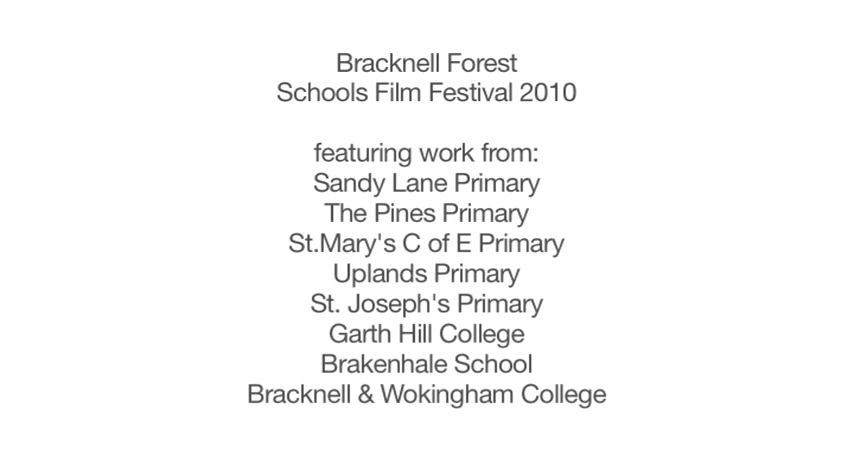 Bracknell Forest
Schools Film Festival 2010
featuring work from:
Sandy Lane Primary
The Pines Primary
St.Mary's C of E Primary
Uplands Primary
St. Joseph's Primary
Garth Hill College
Brakenhale School
Bracknell & Wokingham College